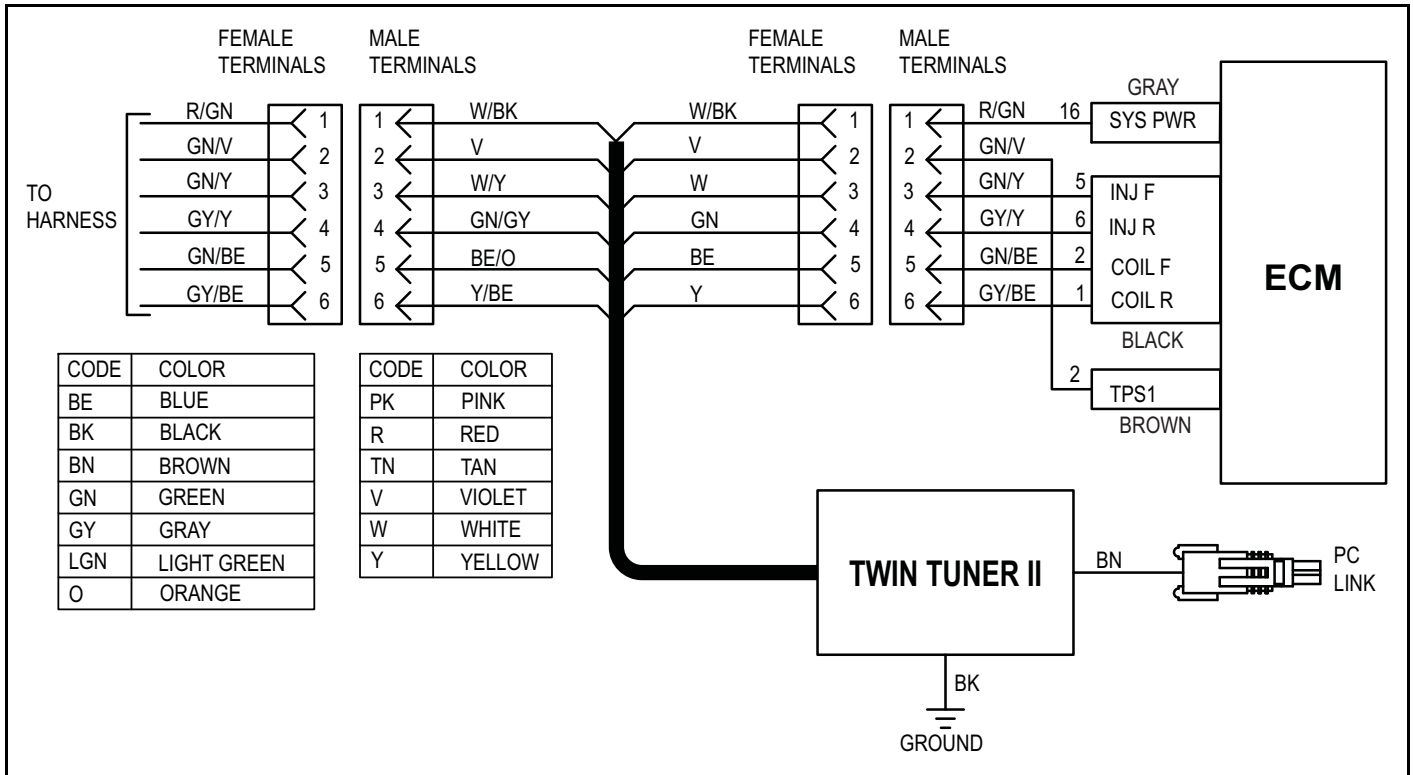 FEMALE
TERMINALS
MALE
TERMINALS
FEMALE
TERMINALS
MALE
TERMINALS
GRAY
R/GN 1 1 W/BK W/BK 1 1 R/GN 16 SYS PWR
GN/V 2 2 V V 2 2 GN/V
GN/Y 3 3 W/Y W 3 3 GN/Y 5 INJ F
GY/Y 4 4 GN/GY GN 4 4 GY/Y 6 INJ R
GN/BE 5 5 BE/O BE 5 5 GN/BE 2 COIL F
GY/BE 6 6 Y/BE Y 6 6 GY/BE 1 COIL R
TO
HARNESS
ECM
BLACK
2 TPS1
BROWN
CODE COLOR
BE BLUE
BK BLACK
BN BROWN
GN GREEN
GY GRAY
LGN LIGHT GREEN
O ORANGE
CODE COLOR
PK PINK
R RED
TN TAN
V VIOLET
W WHITE
Y YELLOW
TWIN TUNER II
BN
PC
LINK
BK
GROUND